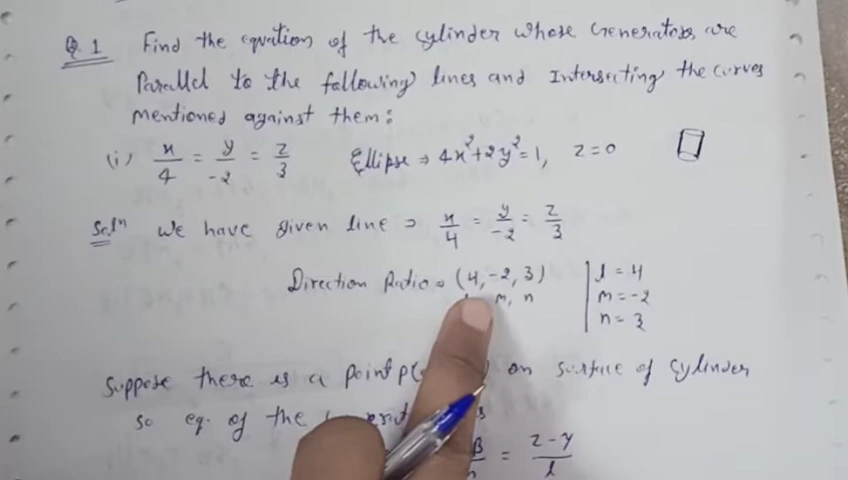 Q.1 Find the equation of the cylinder whose Generators are
Parallel to the following lines and Intersecting the curves
mentioned against them:
(i) x/4 = y/-2 = z/3 Ellipse ⇒ 4x²+2y²=1, z=0
Solⁿ We have given line ⇒ x/4 = y/-2 = z/3
Direction Ratio ⇒ (4,-2,3) | l = 4
m, n | m = -2
| n = 3
Suppose there is a point P( ) on surface of cylinder
so eq. of the
= z-γ/l